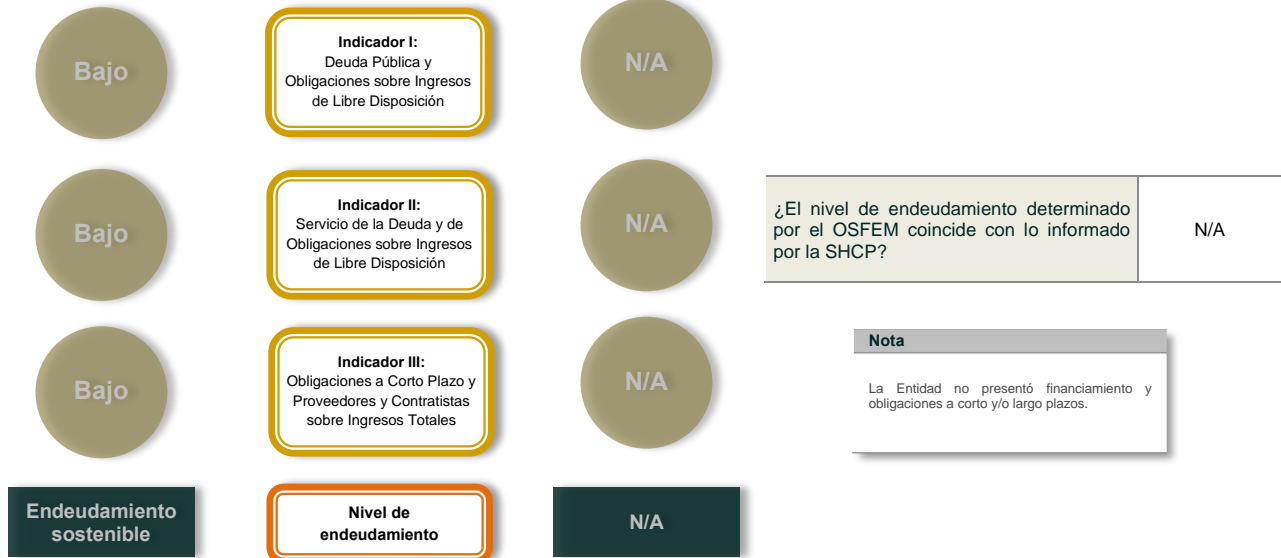 Bajo
Indicador I:
Deuda Pública y
Obligaciones sobre Ingresos
de Libre Disposición
N/A
Bajo
Indicador II:
Servicio de la Deuda y de
Obligaciones sobre Ingresos
de Libre Disposición
N/A
¿El nivel de endeudamiento determinado
por el OSFEM coincide con lo informado
por la SHCP?
N/A
Bajo
Indicador III:
Obligaciones a Corto Plazo y
Proveedores y Contratistas
sobre Ingresos Totales
N/A
Nota
La Entidad no presentó financiamiento y
obligaciones a corto y/o largo plazos.
Endeudamiento
sostenible
Nivel de
endeudamiento
N/A